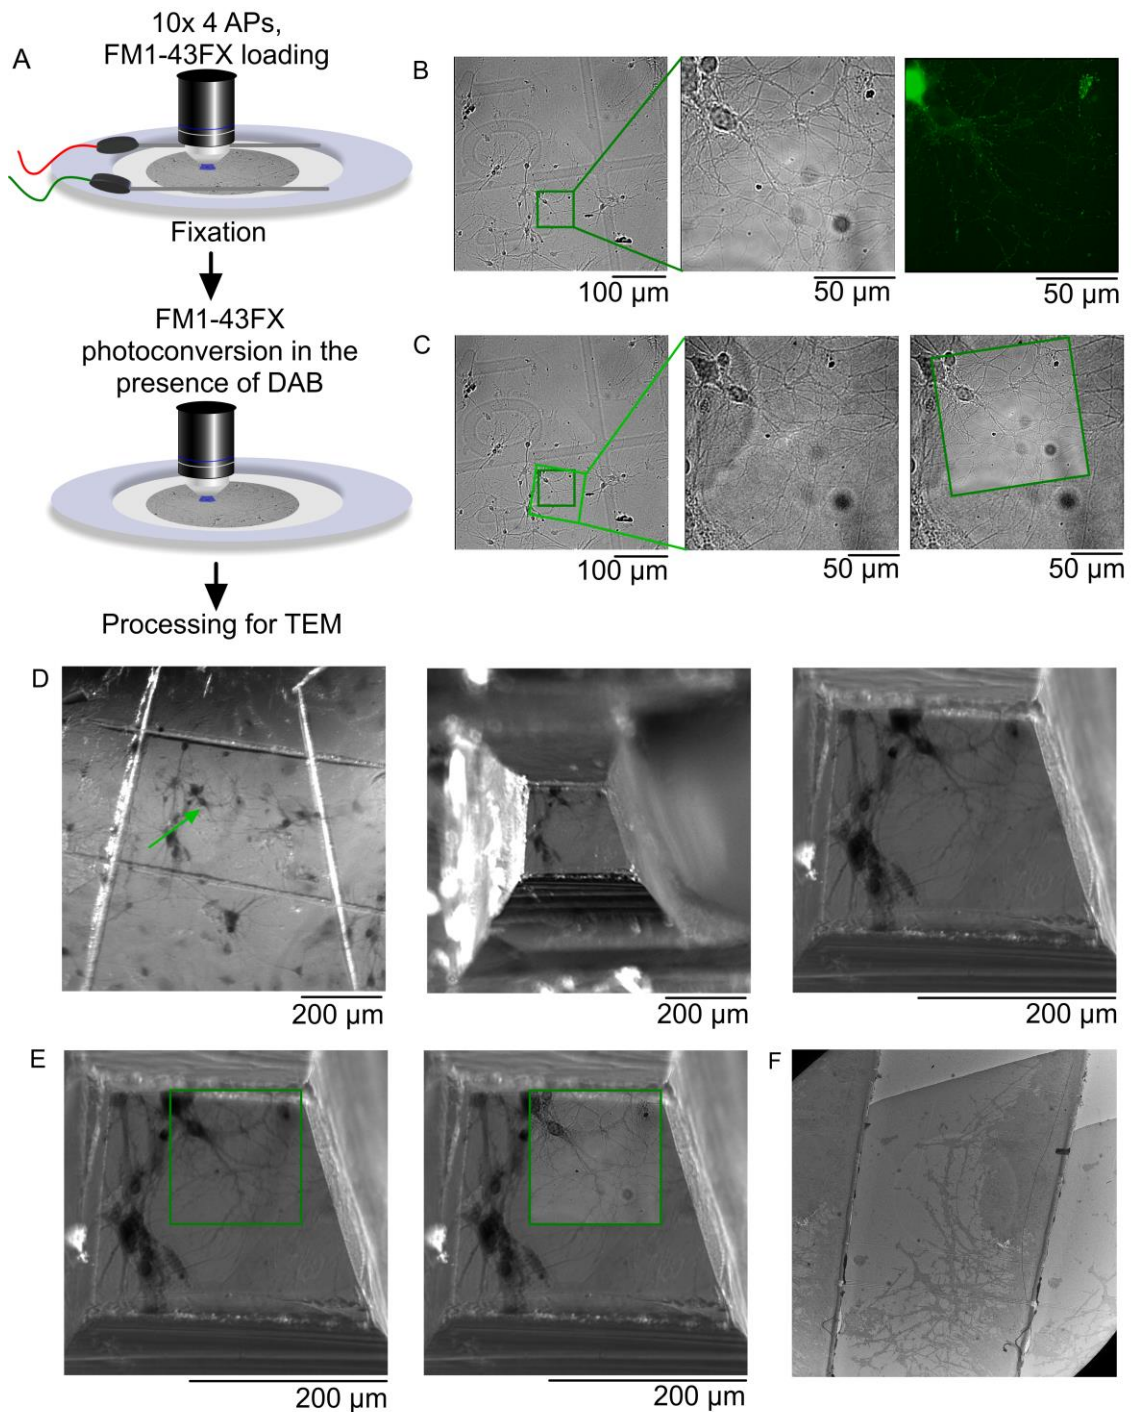 A
10x 4 APs,
FM1-43FX loading
Fixation
FM1-43FX
photoconversion in the
presence of DAB
Processing for TEM
B
100 µm
50 µm
50 µm
C
100 µm
50 µm
50 µm
D
200 µm
200 µm
200 µm
E
200 µm
200 µm
F